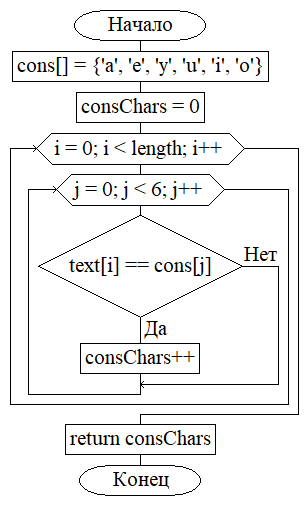 Начало
cons[] = {'a', 'e', 'y', 'u', 'i', 'o'}
consChars = 0
i = 0; i < length; i++
j = 0; j < 6; j++
text[i] == cons[j]
Нет
Да
consChars++
return consChars
Конец